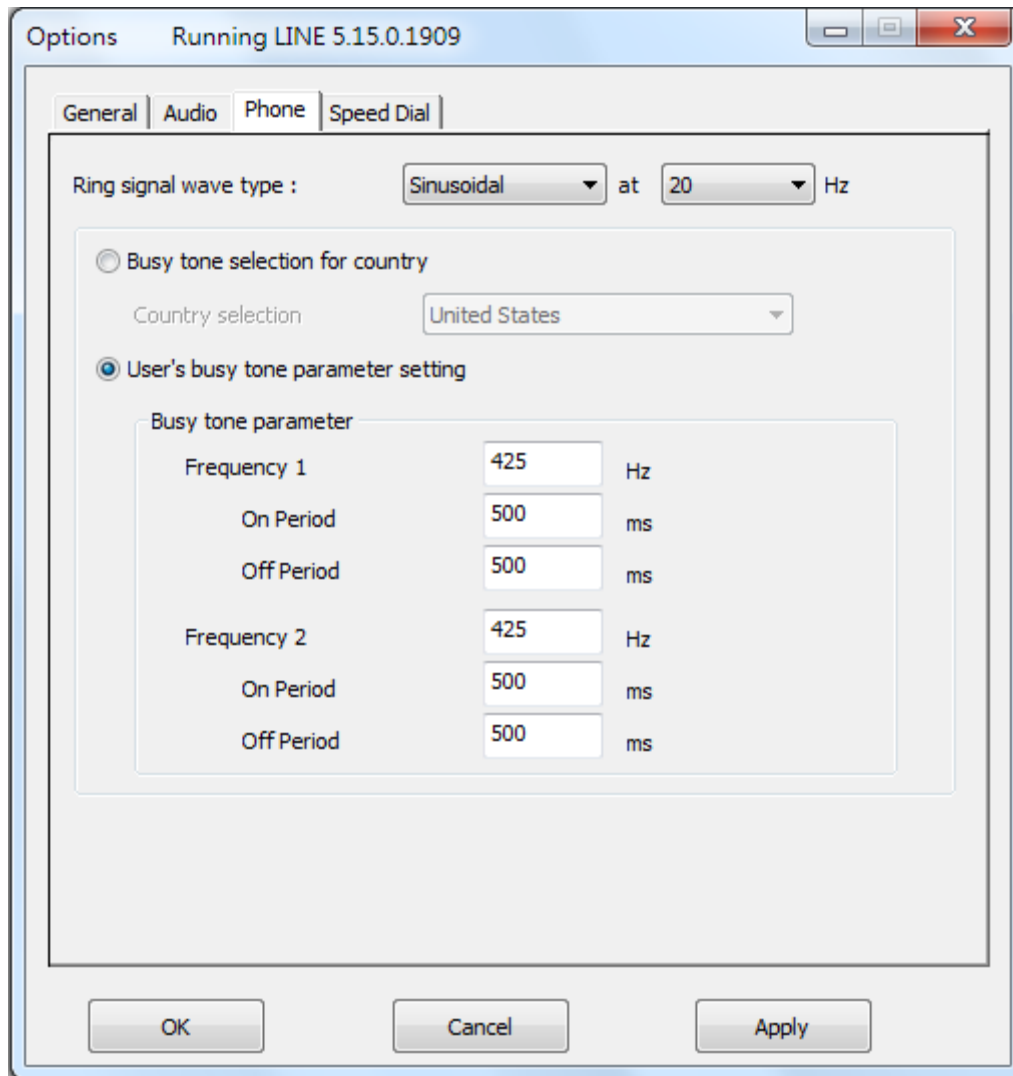 Options Running LINE 5.15.0.1909
General Audio Phone Speed Dial
Ring signal wave type : Sinusoidal at 20 Hz
Busy tone selection for country
Country selection United States
User's busy tone parameter setting
Busy tone parameter
Frequency 1 425 Hz
On Period 500 ms
Off Period 500 ms
Frequency 2 425 Hz
On Period 500 ms
Off Period 500 ms
OK Cancel Apply